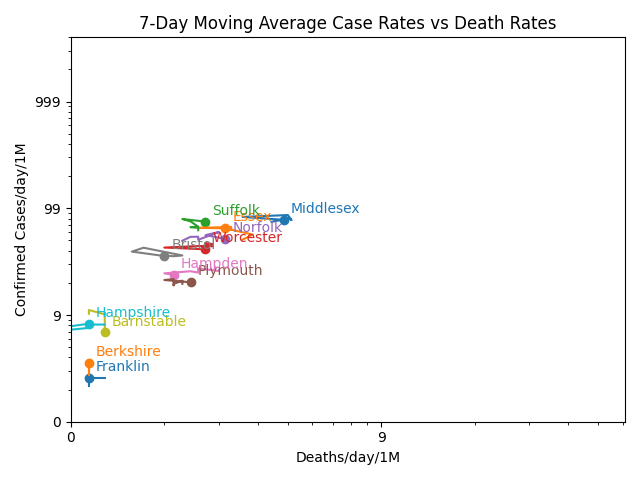 7-Day Moving Average Case Rates vs Death Rates
Confirmed Cases/day/1M
999
99
9
0
Suffolk
Middlesex
Essex
Norfolk
Worcester
Bristol
Hampden
Plymouth
Hampshire
Barnstable
Berkshire
Franklin
0
9
Deaths/day/1M